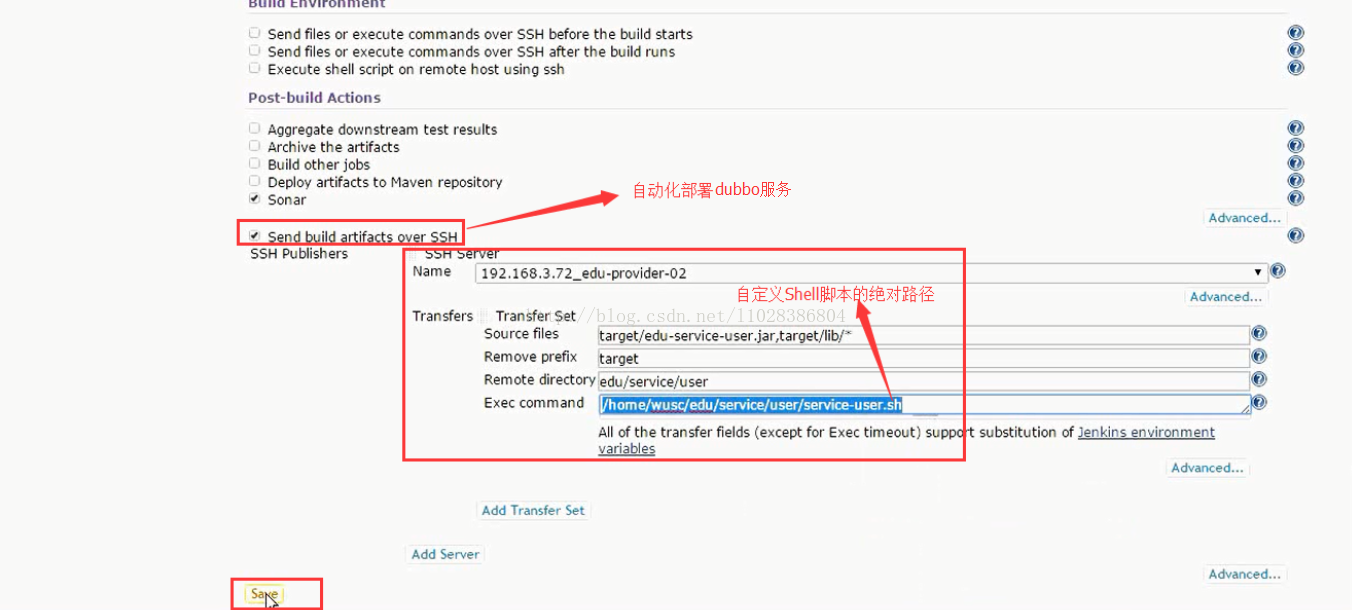 Build Environment
Send files or execute commands over SSH before the build starts
Send files or execute commands over SSH after the build runs
Execute shell script on remote host using ssh
Post-build Actions
Aggregate downstream test results
Archive the artifacts
Build other jobs
Deploy artifacts to Maven repository
Sonar
自动化部署dubbo服务
Advanced...
Send build artifacts over SSH
SSH Publishers
SSH Server
Name 192.168.3.72_edu-provider-02
自定义Shell脚本的绝对路径
Advanced...
Transfers Transfer Set
http://blog.csdn.net/l1028386804
Source files target/edu-service-user.jar,target/lib/*
Remove prefix target
Remote directory edu/service/user
Exec command /home/wusc/edu/service/user/service-user.sh
All of the transfer fields (except for Exec timeout) support substitution of Jenkins environment
variables
Advanced...
Add Transfer Set
Add Server
Advanced...
Save